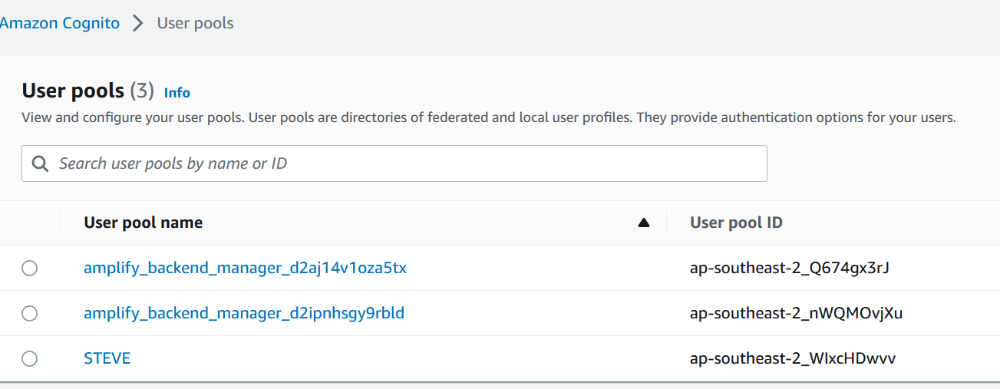 Amazon Cognito > User pools
User pools (3) Info
View and configure your user pools. User pools are directories of federated and local user profiles. They provide authentication options for your users.
Search user pools by name or ID
User pool name ▲ User pool ID
amplify_backend_manager_d2aj14v1oza5tx ap-southeast-2_Q674gx3rJ
amplify_backend_manager_d2ipnhsgy9rbld ap-southeast-2_nWQMOvjXu
STEVE ap-southeast-2_WIxcHDwvv